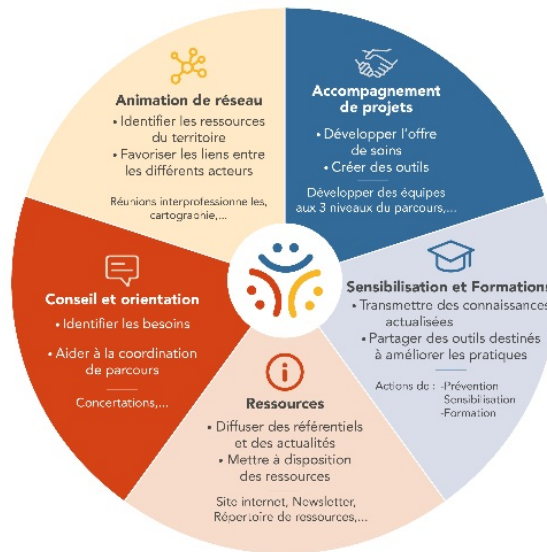 Animation de réseau
• Identifier les ressources
du territoire
• Favoriser les liens entre
les différents acteurs
Réunions interprofessionne les,
cartographie,...
Accompagnement
de projets
• Développer l'offre
de soins
• Créer des outils
Développer des équipes
aux 3 niveaux du parcours,...
Sensibilisation et Formations
• Transmettre des connaissances
actualisées
• Partager des outils destinés
à améliorer les pratiques
Actions de : -Prévention
Sensibilisation
-Formation
Ressources
• Diffuser des référentiels
et des actualités
• Mettre à disposition
des ressources
Site internet, Newsletter,
Répertoire de ressources,...
Conseil et orientation
• Identifier les besoins
• Aider à la coordination
de parcours
Concertations,...